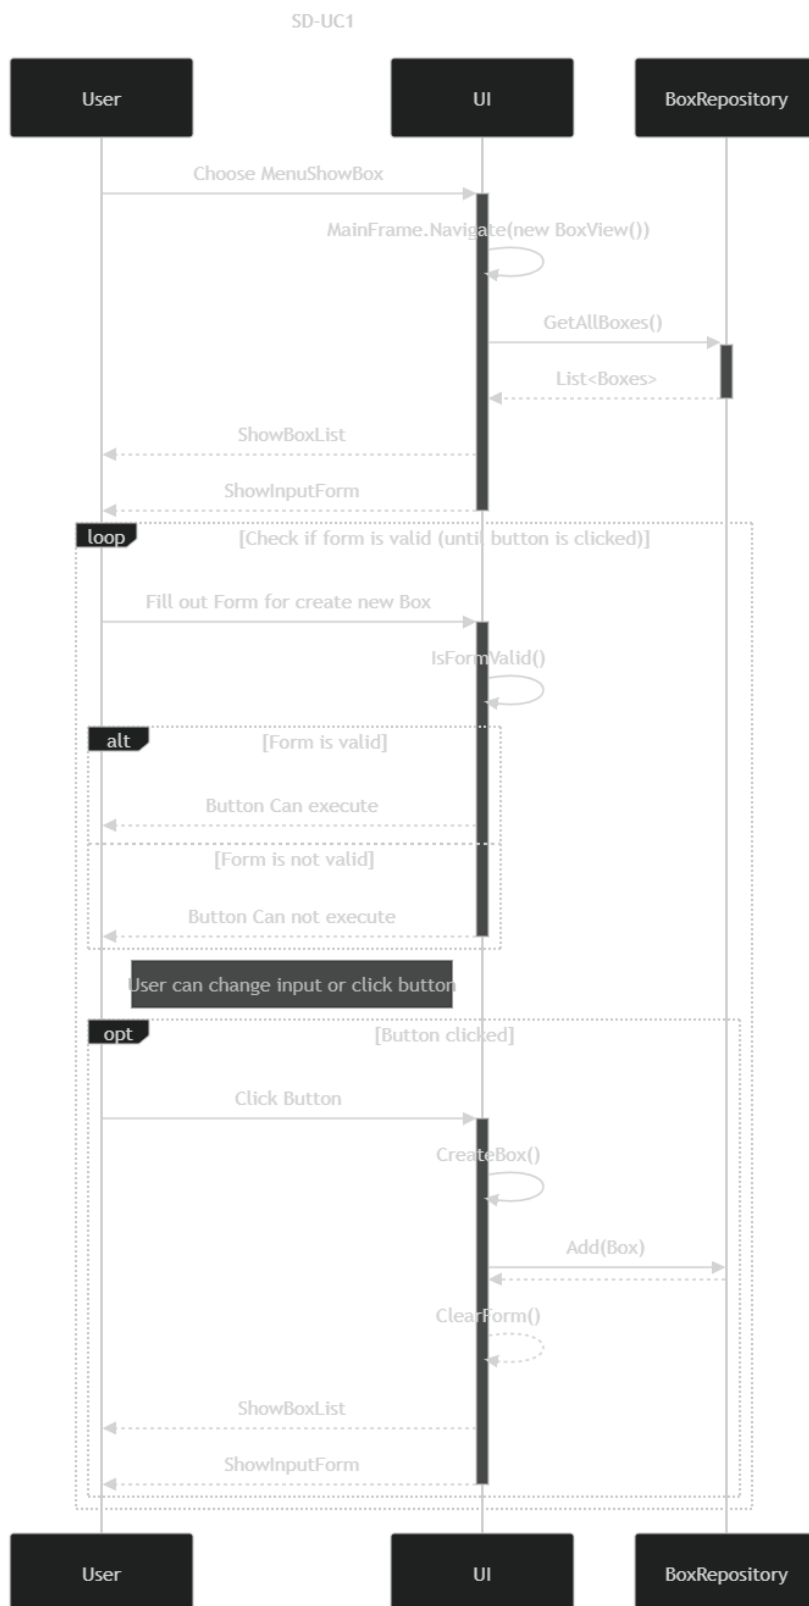 SD-UC1
User
UI
BoxRepository
Choose MenuShowBox
MainFrame.Navigate(new BoxView())
GetAllBoxes()
List<Boxes>
ShowBoxList
ShowInputForm
loop
[Check if form is valid (until button is clicked)]
Fill out Form for create new Box
IsFormValid()
alt
[Form is valid]
Button Can execute
[Form is not valid]
Button Can not execute
User can change input or click button
opt
[Button clicked]
Click Button
CreateBox()
Add(Box)
ClearForm()
ShowBoxList
ShowInputForm
User
UI
BoxRepository